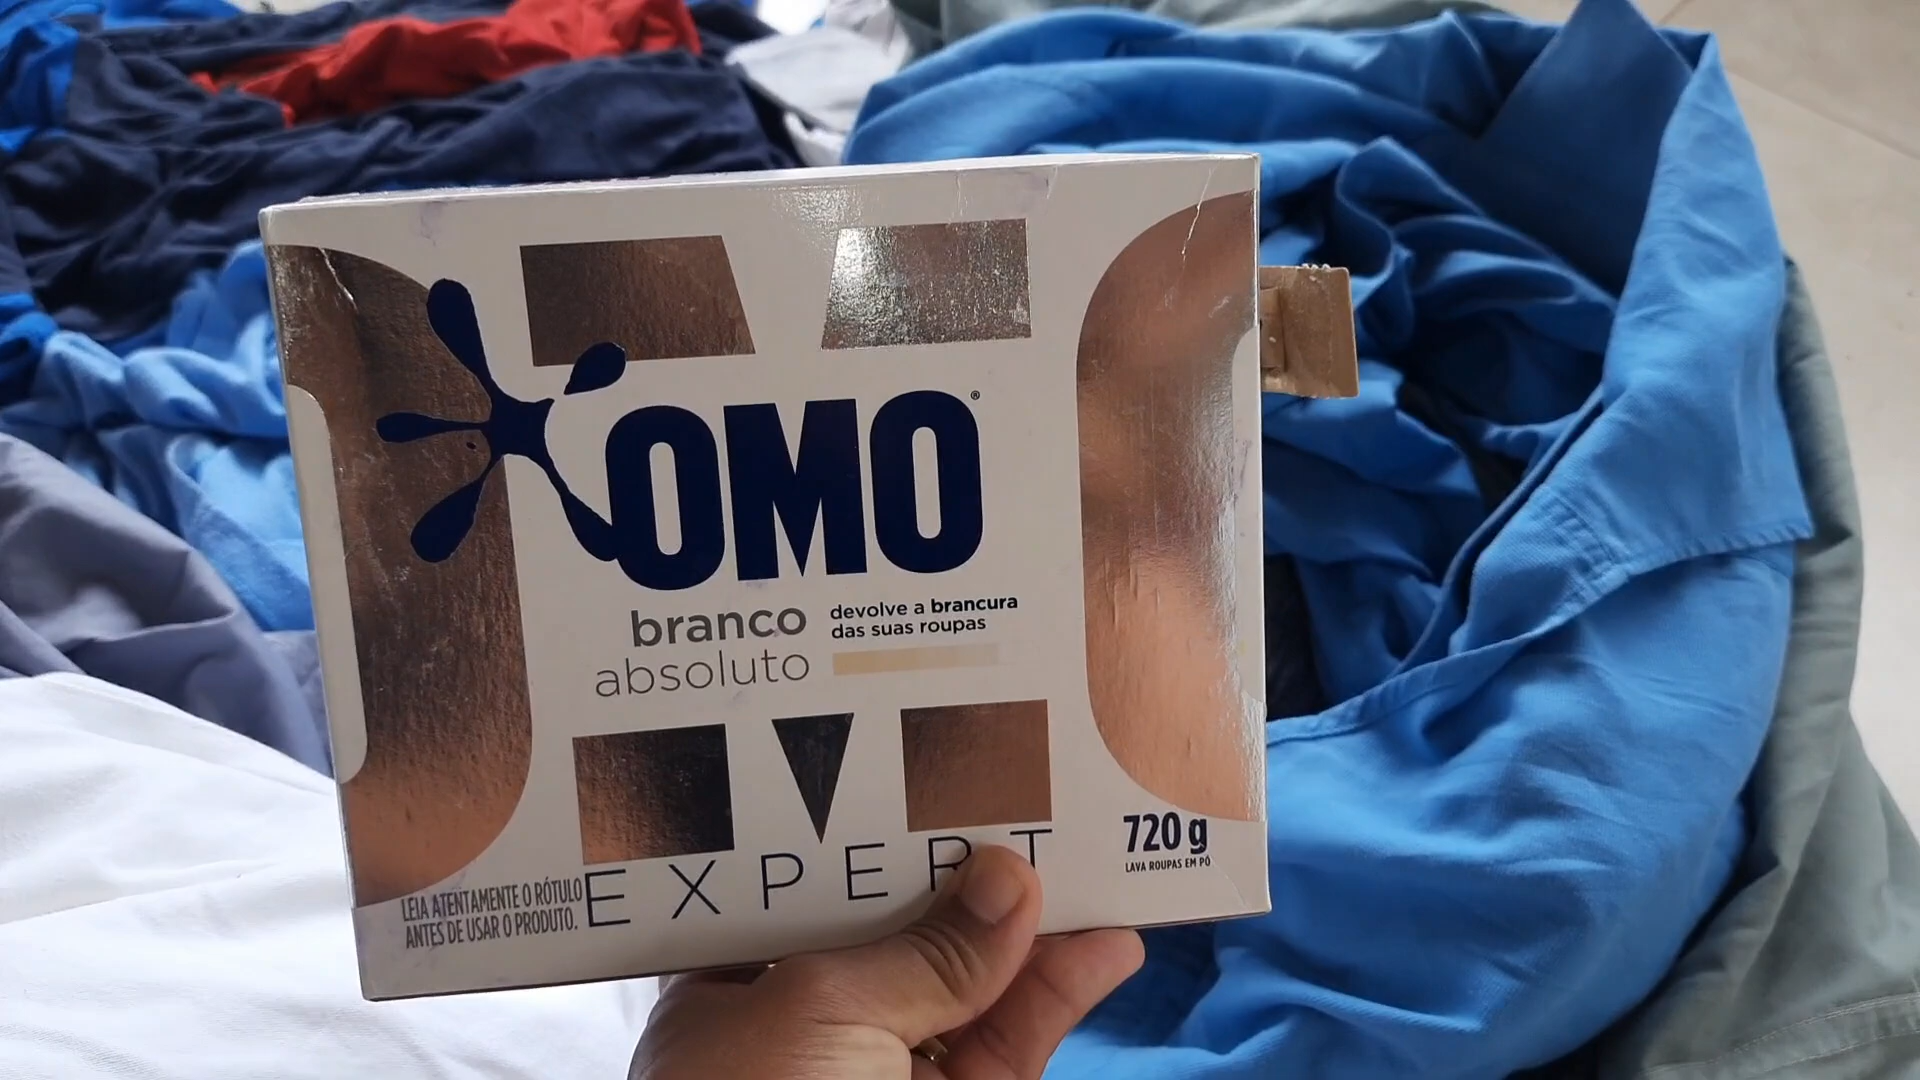 OMO®
branco
absoluto
devolve a brancura
das suas roupas
EXPERT
720 g
LAVA ROUPAS EM PÓ
LEIA ATENTAMENTE O RÓTULO
ANTES DE USAR O PRODUTO.